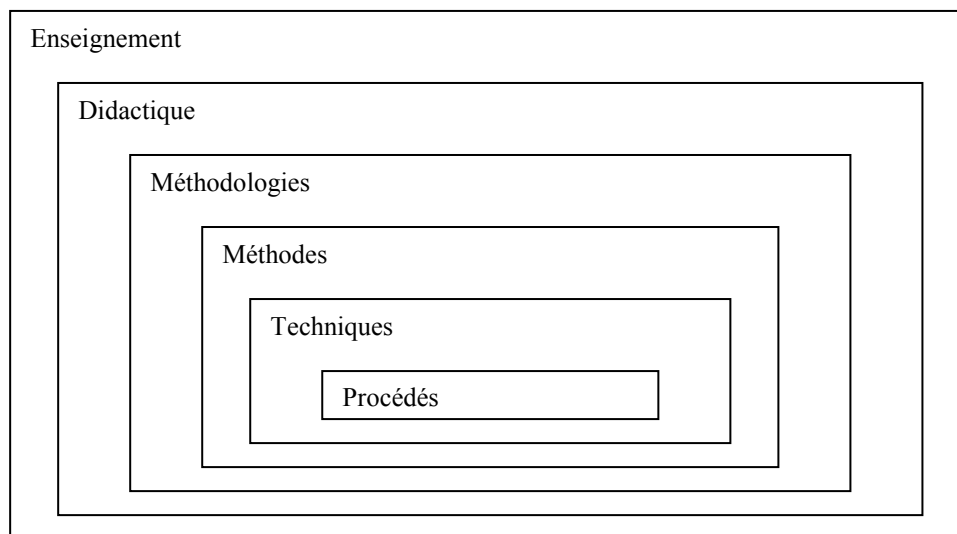 Enseignement
Didactique
Méthodologies
Méthodes
Techniques
Procédés